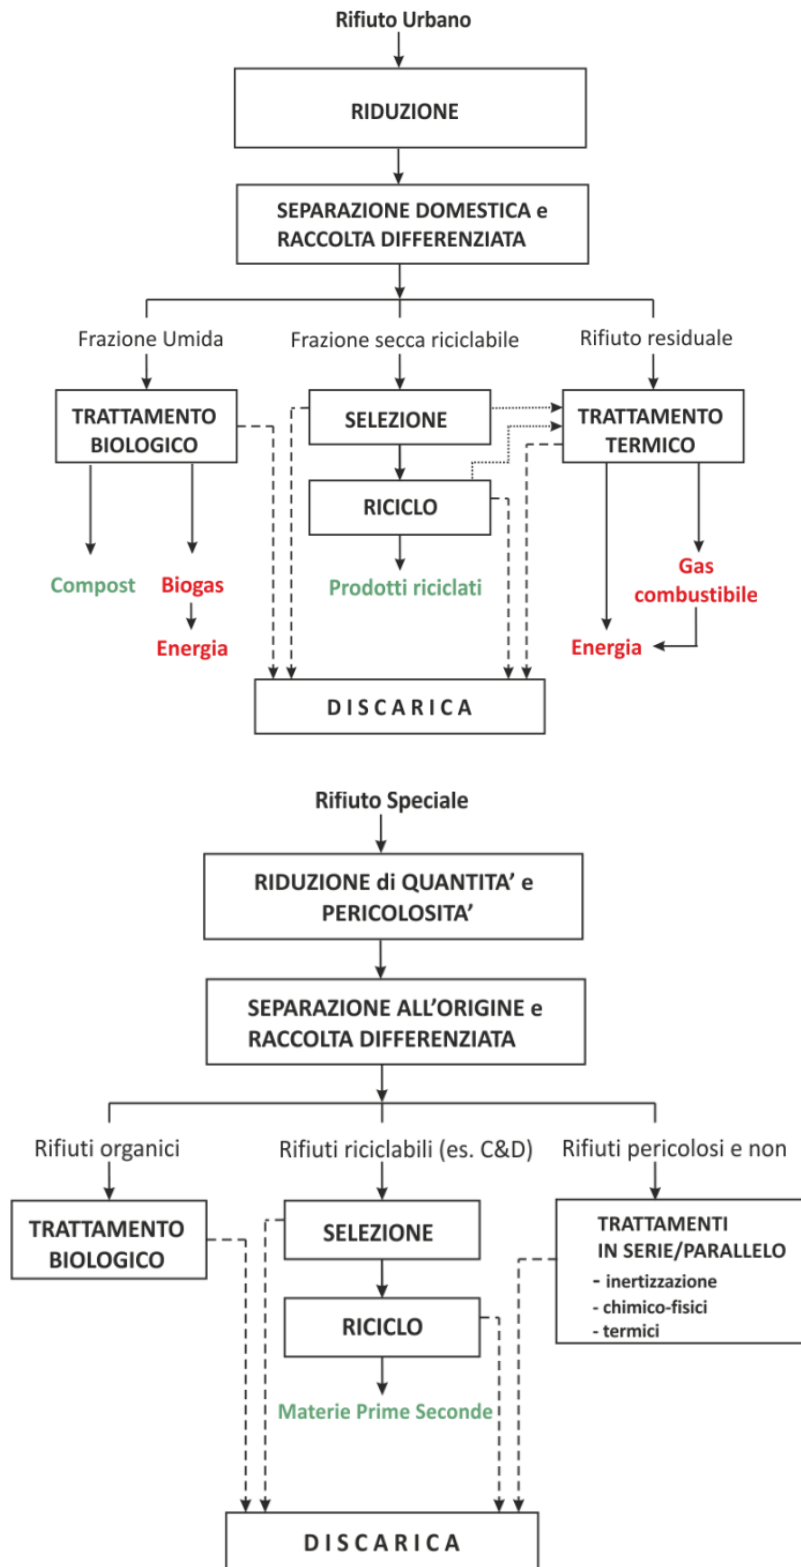 Rifiuto Urbano
RIDUZIONE
SEPARAZIONE DOMESTICA e
RACCOLTA DIFFERENZIATA
Frazione Umida
Frazione secca riciclabile
Rifiuto residuale
TRATTAMENTO
BIOLOGICO
SELEZIONE
TRATTAMENTO
TERMICO
RICICLO
Compost
Biogas
Prodotti riciclati
Gas
combustibile
Energia
Energia
DISCARICA
Rifiuto Speciale
RIDUZIONE di QUANTITA’ e
PERICOLOSITA’
SEPARAZIONE ALL’ORIGINE e
RACCOLTA DIFFERENZIATA
Rifiuti organici
Rifiuti riciclabili (es. C&D)
Rifiuti pericolosi e non
TRATTAMENTO
BIOLOGICO
SELEZIONE
TRATTAMENTI
IN SERIE/PARALLELO
- inertizzazione
- chimico-fisici
- termici
RICICLO
Materie Prime Seconde
DISCARICA